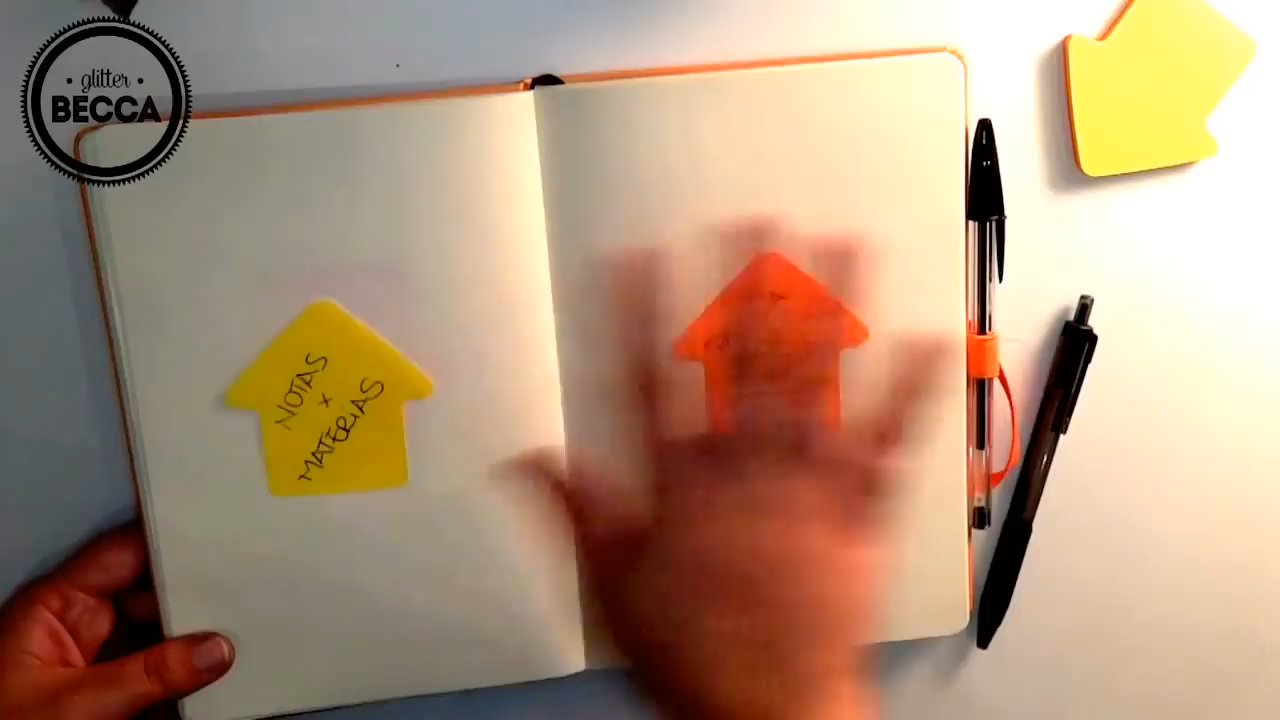 · glitter ·
BECCA
NOTAS
x
MATERIAS